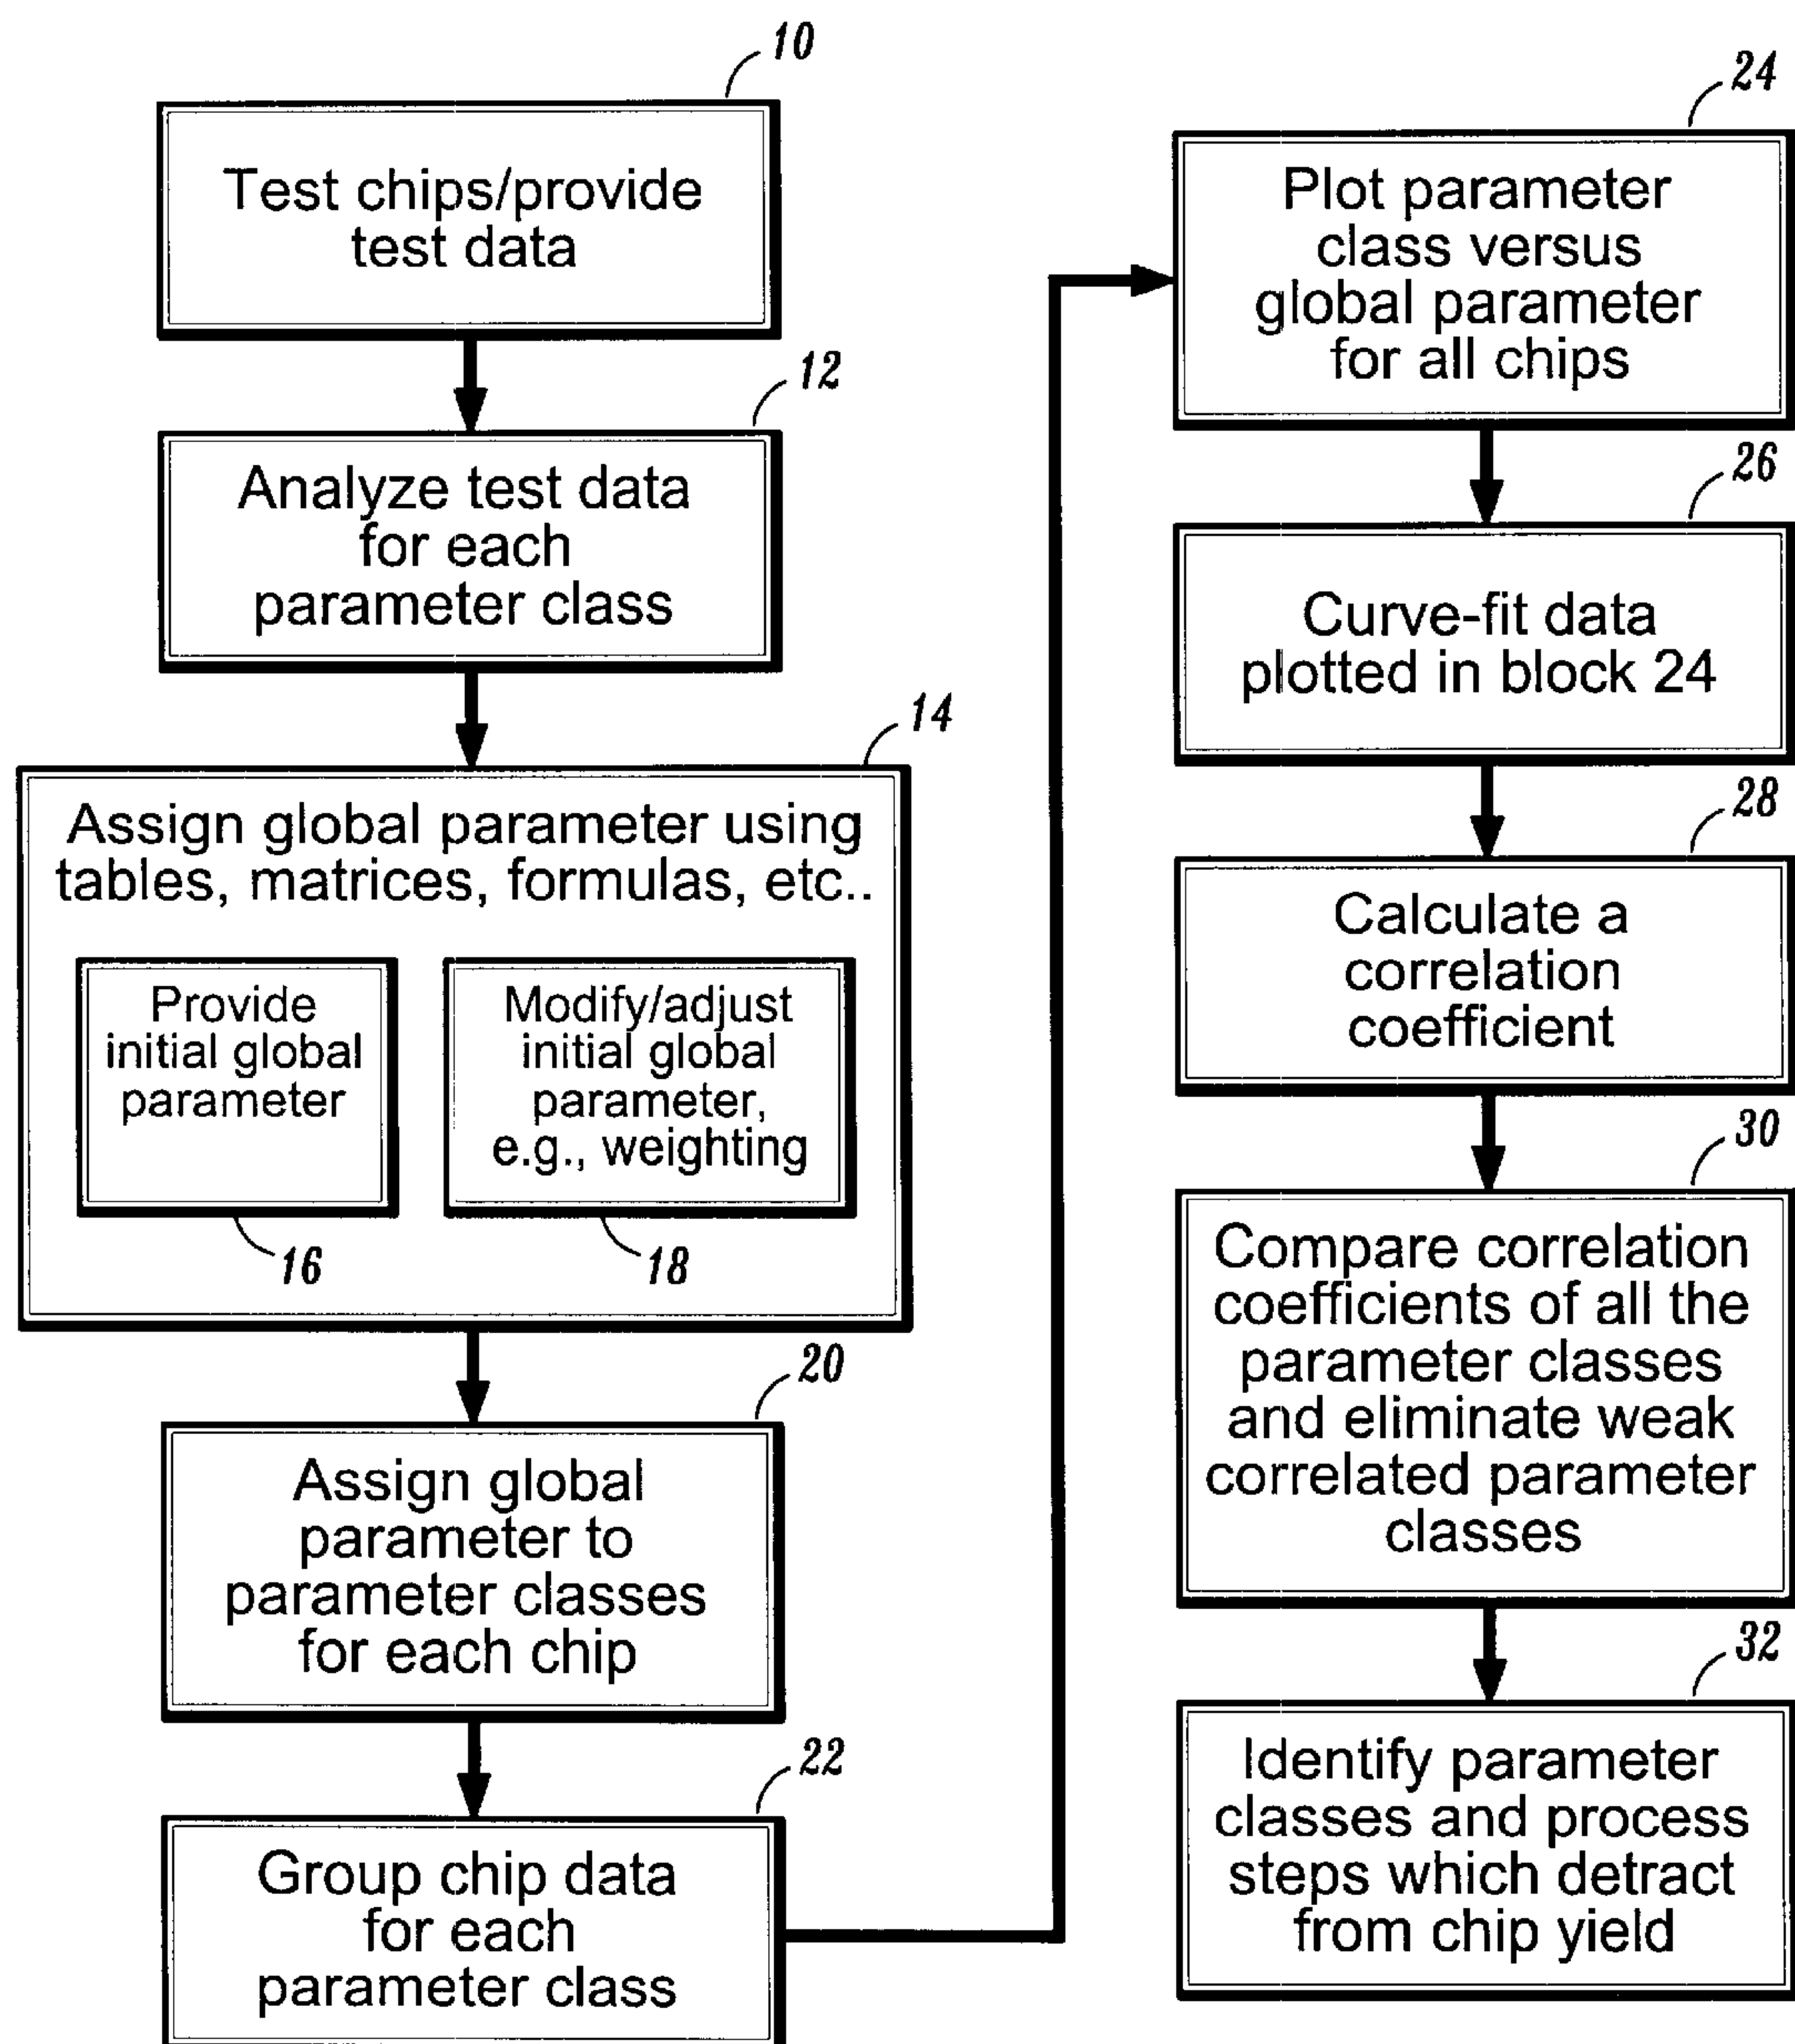 10
Test chips/provide
test data
12
Analyze test data
for each
parameter class
14
Assign global parameter using
tables, matrices, formulas, etc..
Provide
initial global
parameter
16
Modify/adjust
initial global
parameter,
e.g., weighting
18
20
Assign global
parameter to
parameter classes
for each chip
22
Group chip data
for each
parameter class
24
Plot parameter
class versus
global parameter
for all chips
26
Curve-fit data
plotted in block 24
28
Calculate a
correlation
coefficient
30
Compare correlation
coefficients of all the
parameter classes
and eliminate weak
correlated parameter
classes
32
Identify parameter
classes and process
steps which detract
from chip yield